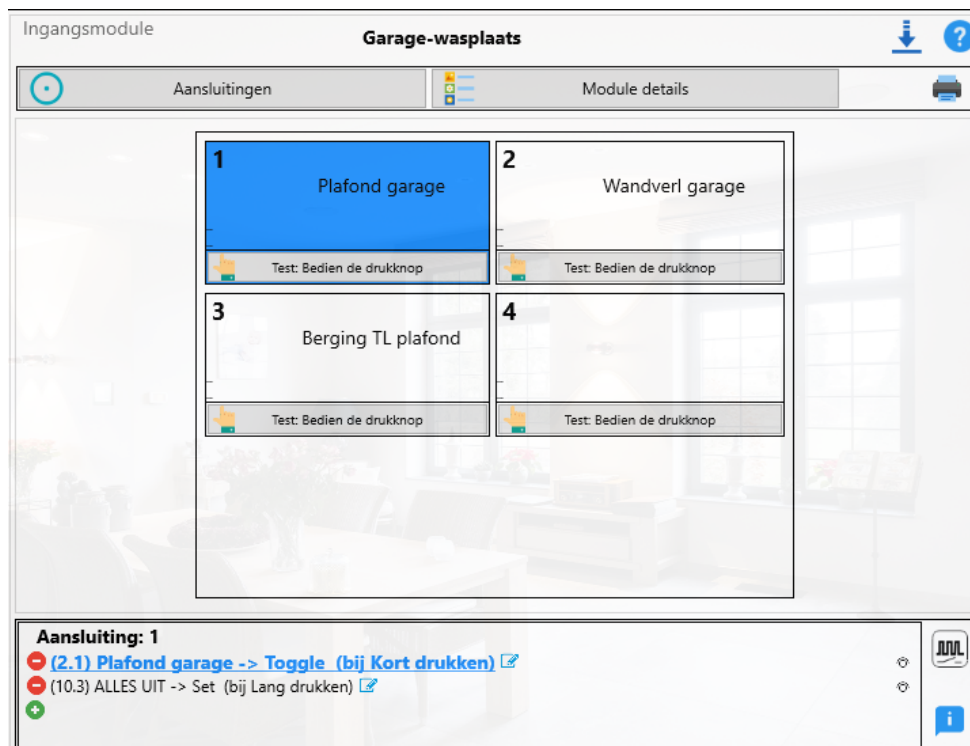 Ingangsmodule
Garage-wasplaats
?
Aansluitingen
Module details
1
Plafond garage
Test: Bedien de drukknop
2
Wandverl garage
Test: Bedien de drukknop
3
Berging TL plafond
Test: Bedien de drukknop
4
Test: Bedien de drukknop
Aansluiting: 1
(2.1) Plafond garage -> Toggle (bij Kort drukken)
(10.3) ALLES UIT -> Set (bij Lang drukken)
i